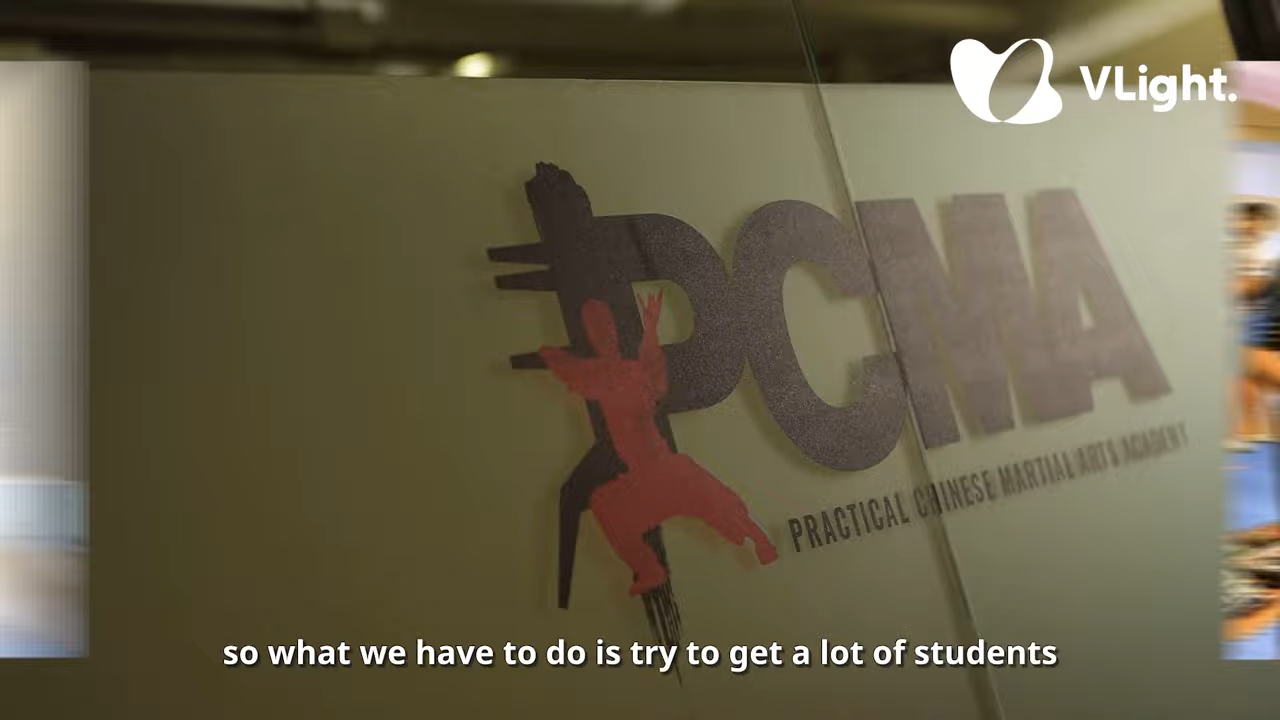 VLight.
PCMA
PRACTICAL CHINESE MARTIAL ARTS ACADEMY
so what we have to do is try to get a lot of students